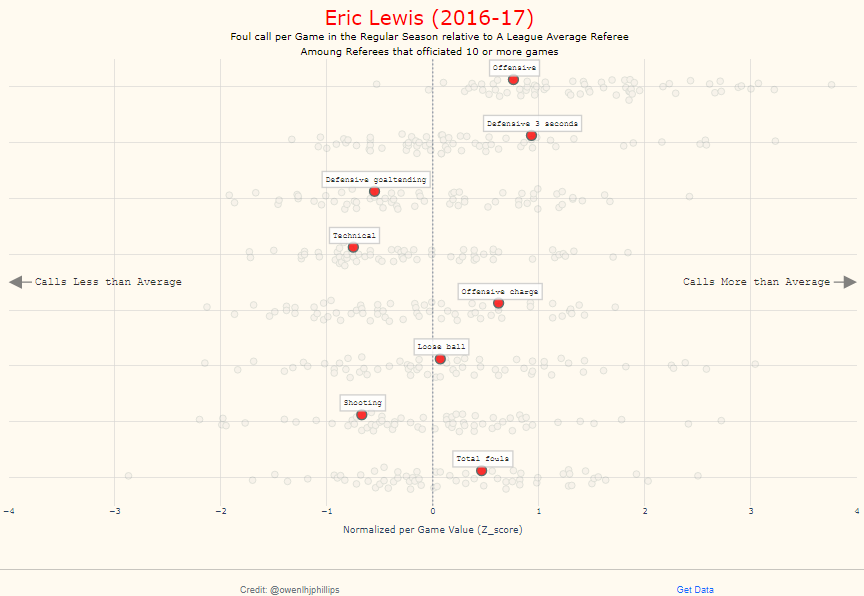 Eric Lewis (2016-17)
Foul call per Game in the Regular Season relative to A League Average Referee
Amoung Referees that officiated 10 or more games
Offensive
Defensive 3 seconds
Defensive goaltending
Technical
Calls Less than Average
Calls More than Average
Offensive charge
Loose ball
Shooting
Total fouls
−4 −3 −2 −1 0 1 2 3 4
Normalized per Game Value (Z_score)
Credit: @owenlhjphillips
Get Data